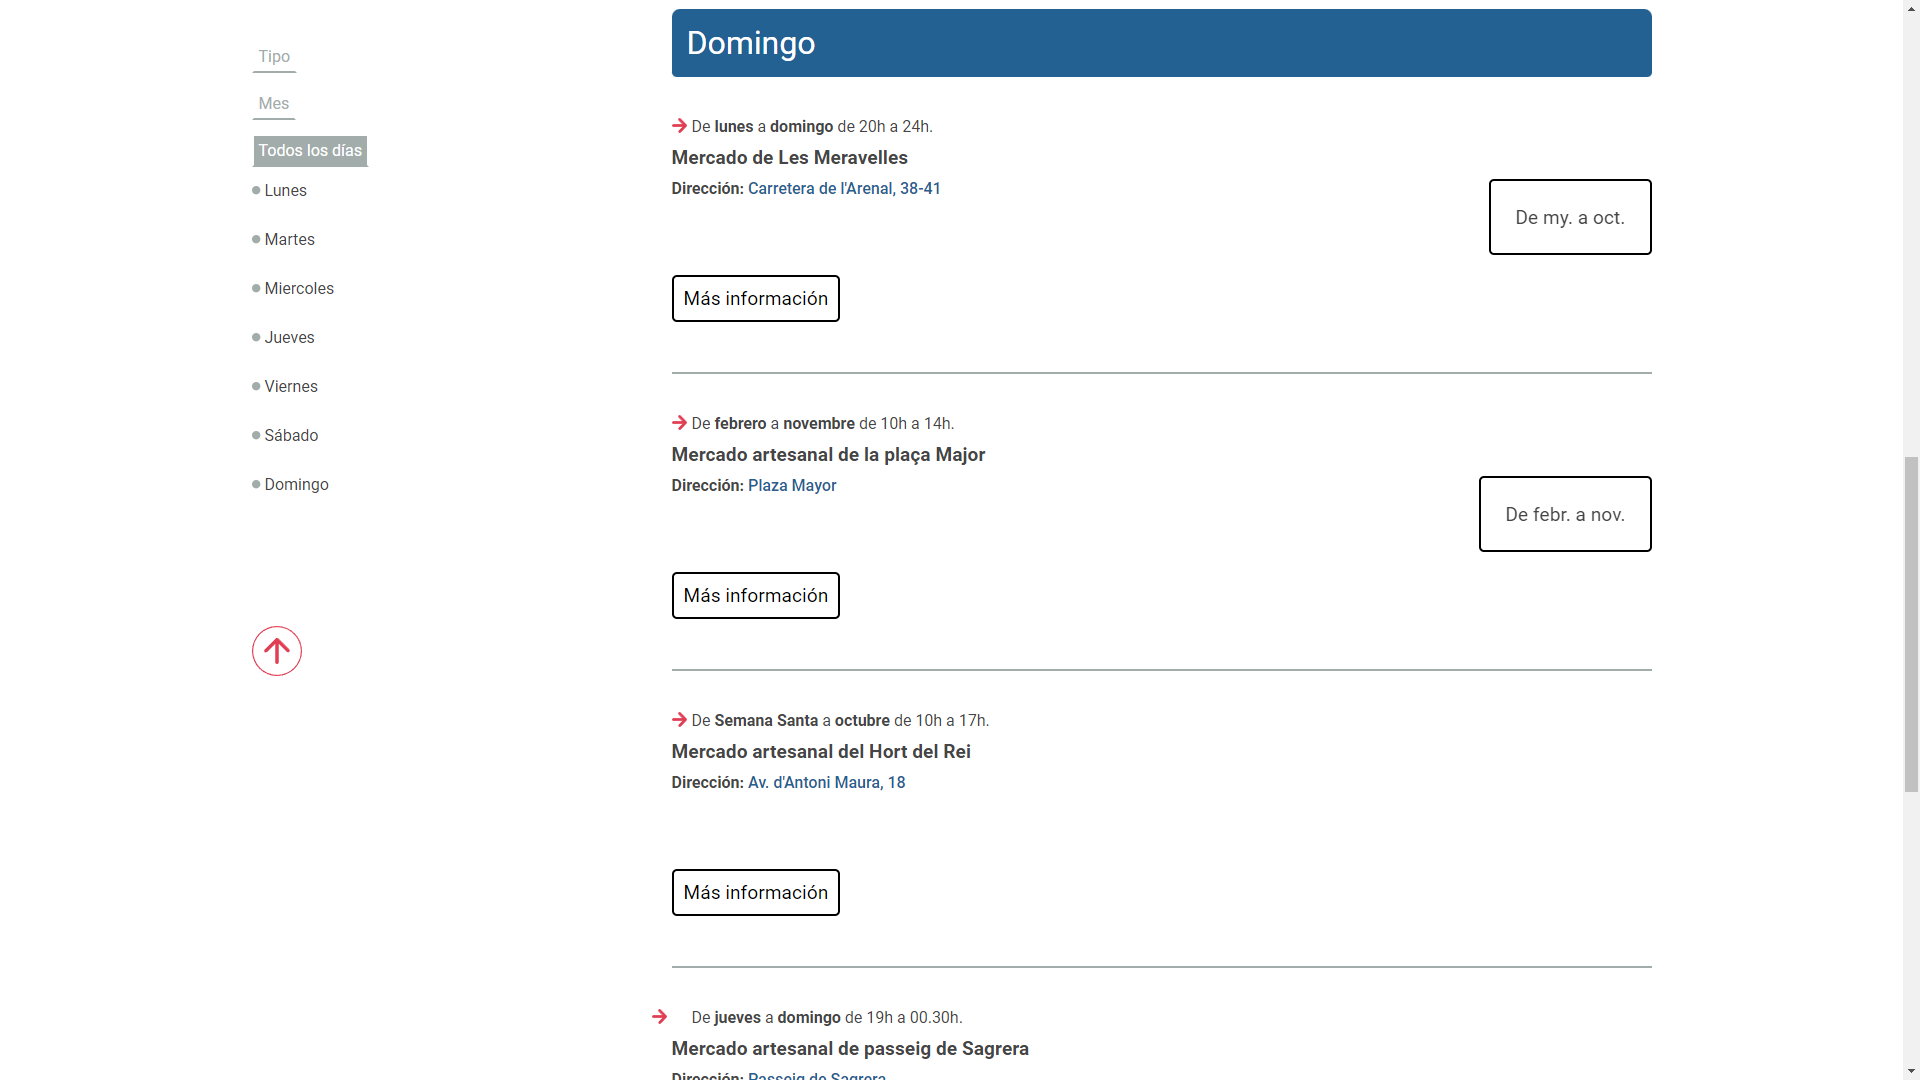 Tipo
Mes
Todos los días
Lunes
Martes
Miercoles
Jueves
Viernes
Sábado
Domingo
Domingo
De lunes a domingo de 20h a 24h.
Mercado de Les Meravelles
Dirección: Carretera de l'Arenal, 38-41
De my. a oct.
Más información
De febrero a novembre de 10h a 14h.
Mercado artesanal de la plaça Major
Dirección: Plaza Mayor
De febr. a nov.
Más información
De Semana Santa a octubre de 10h a 17h.
Mercado artesanal del Hort del Rei
Dirección: Av. d'Antoni Maura, 18
Más información
De jueves a domingo de 19h a 00.30h.
Mercado artesanal de passeig de Sagrera
Dirección: Passeig de Sagrera